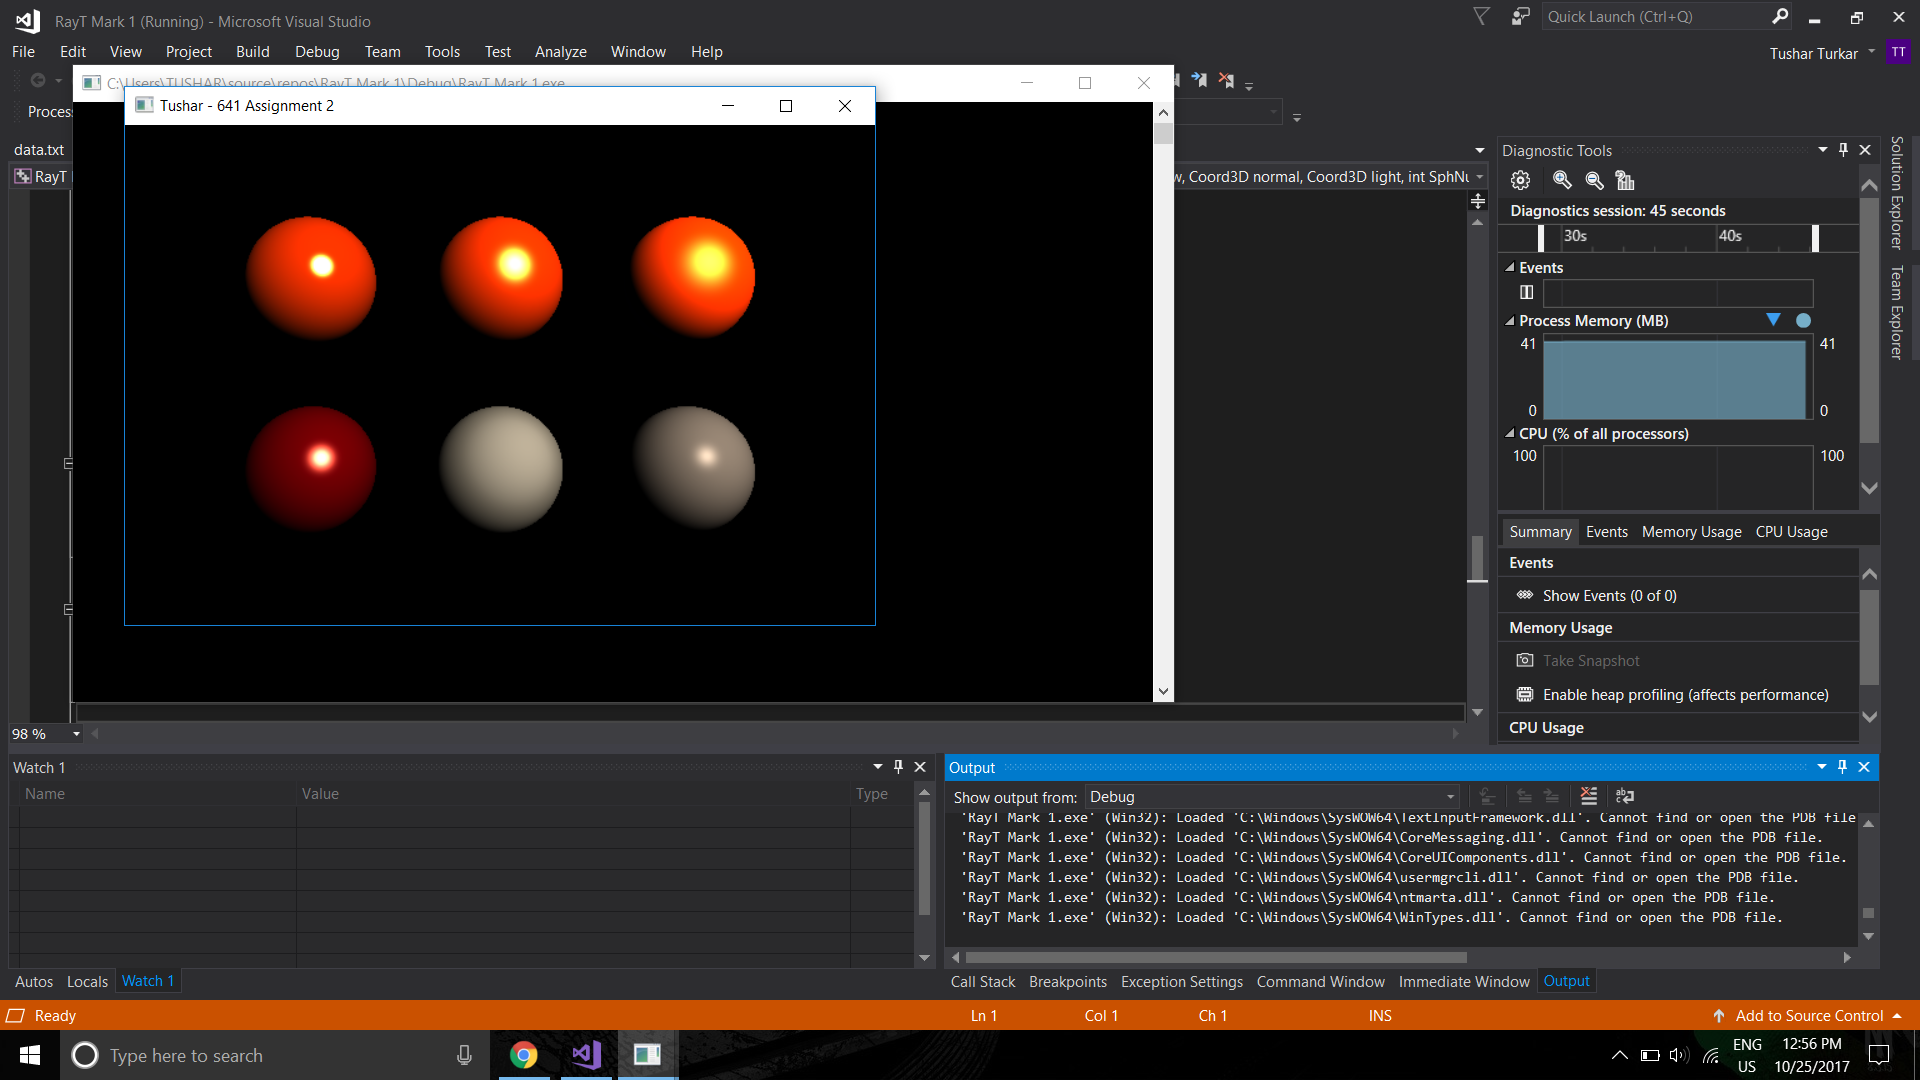 RayT Mark 1 (Running) - Microsoft Visual Studio
Quick Launch (Ctrl+Q)
File Edit View Project Build Debug Team Tools Test Analyze Window Help
Tushar Turkar TT
C:\Users\TUSHAR\source\repos\RayT Mark 1\Debug\RayT Mark 1.exe
Tushar - 641 Assignment 2
Process
data.txt
RayT
w, Coord3D normal, Coord3D light, int SphNu
Diagnostic Tools
Diagnostics session: 45 seconds
30s 40s
Events
Process Memory (MB)
41 41
0 0
CPU (% of all processors)
100 100
Summary Events Memory Usage CPU Usage
Events
Show Events (0 of 0)
Memory Usage
Take Snapshot
Enable heap profiling (affects performance)
CPU Usage
Solution Explorer
Team Explorer
98 %
Watch 1
Name Value Type
Autos Locals Watch 1
Output
Show output from: Debug
'RayT Mark 1.exe' (Win32): Loaded 'C:\Windows\SysWOW64\TextInputFramework.dll'. Cannot find or open the PDB file
'RayT Mark 1.exe' (Win32): Loaded 'C:\Windows\SysWOW64\CoreMessaging.dll'. Cannot find or open the PDB file.
'RayT Mark 1.exe' (Win32): Loaded 'C:\Windows\SysWOW64\CoreUIComponents.dll'. Cannot find or open the PDB file.
'RayT Mark 1.exe' (Win32): Loaded 'C:\Windows\SysWOW64\usermgrcli.dll'. Cannot find or open the PDB file.
'RayT Mark 1.exe' (Win32): Loaded 'C:\Windows\SysWOW64\ntmarta.dll'. Cannot find or open the PDB file.
'RayT Mark 1.exe' (Win32): Loaded 'C:\Windows\SysWOW64\WinTypes.dll'. Cannot find or open the PDB file.
Call Stack Breakpoints Exception Settings Command Window Immediate Window Output
Ready
Ln 1 Col 1 Ch 1 INS
Add to Source Control
Type here to search
ENG
US
12:56 PM
10/25/2017